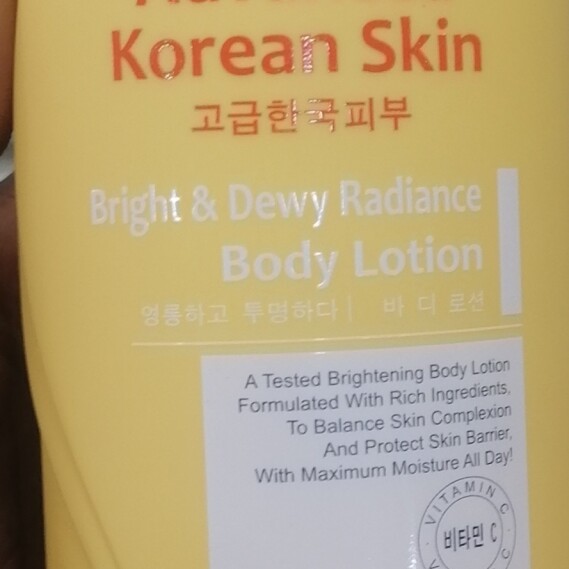 Korean Skin
고급한국피부
Bright & Dewy Radiance
Body Lotion
영롱하고 투명하다 | 바 디 로션
A Tested Brightening Body Lotion
Formulated With Rich Ingredients,
To Balance Skin Complexion
And Protect Skin Barrier,
With Maximum Moisture All Day!
VITAMIN C
비타민 C